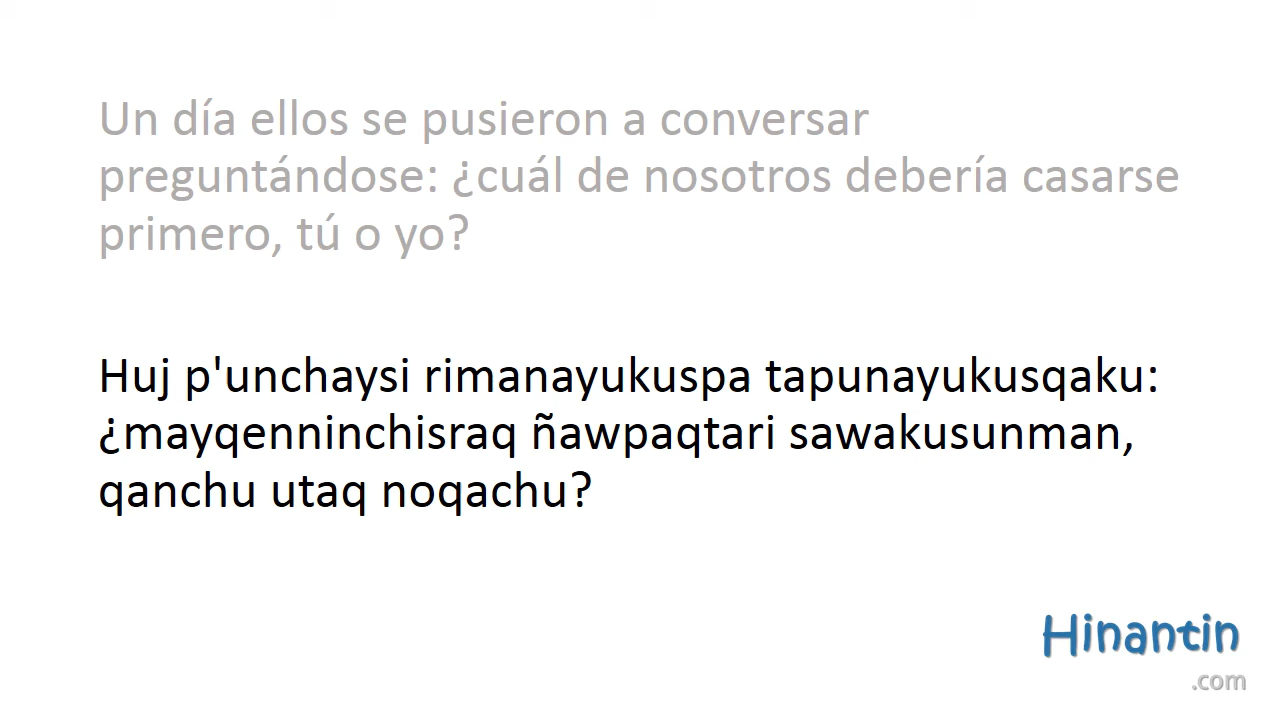 Un día ellos se pusieron a conversar
preguntándose: ¿cuál de nosotros debería casarse
primero, tú o yo?
Huj p'unchaysi rimanayukuspa tapunayukusqaku:
¿mayqenninchisraq ñawpaqtari sawakusunman,
qanchu utaq noqachu?
Hinantin
.com